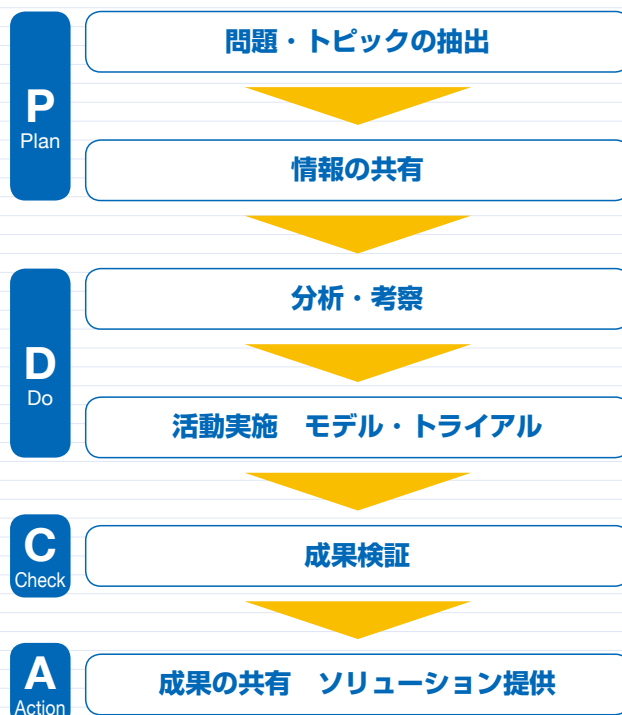 問題・トピックの抽出
P
Plan
情報の共有
分析・考察
D
Do
活動実施　モデル・トライアル
C
Check
成果検証
A
Action
成果の共有　ソリューション提供